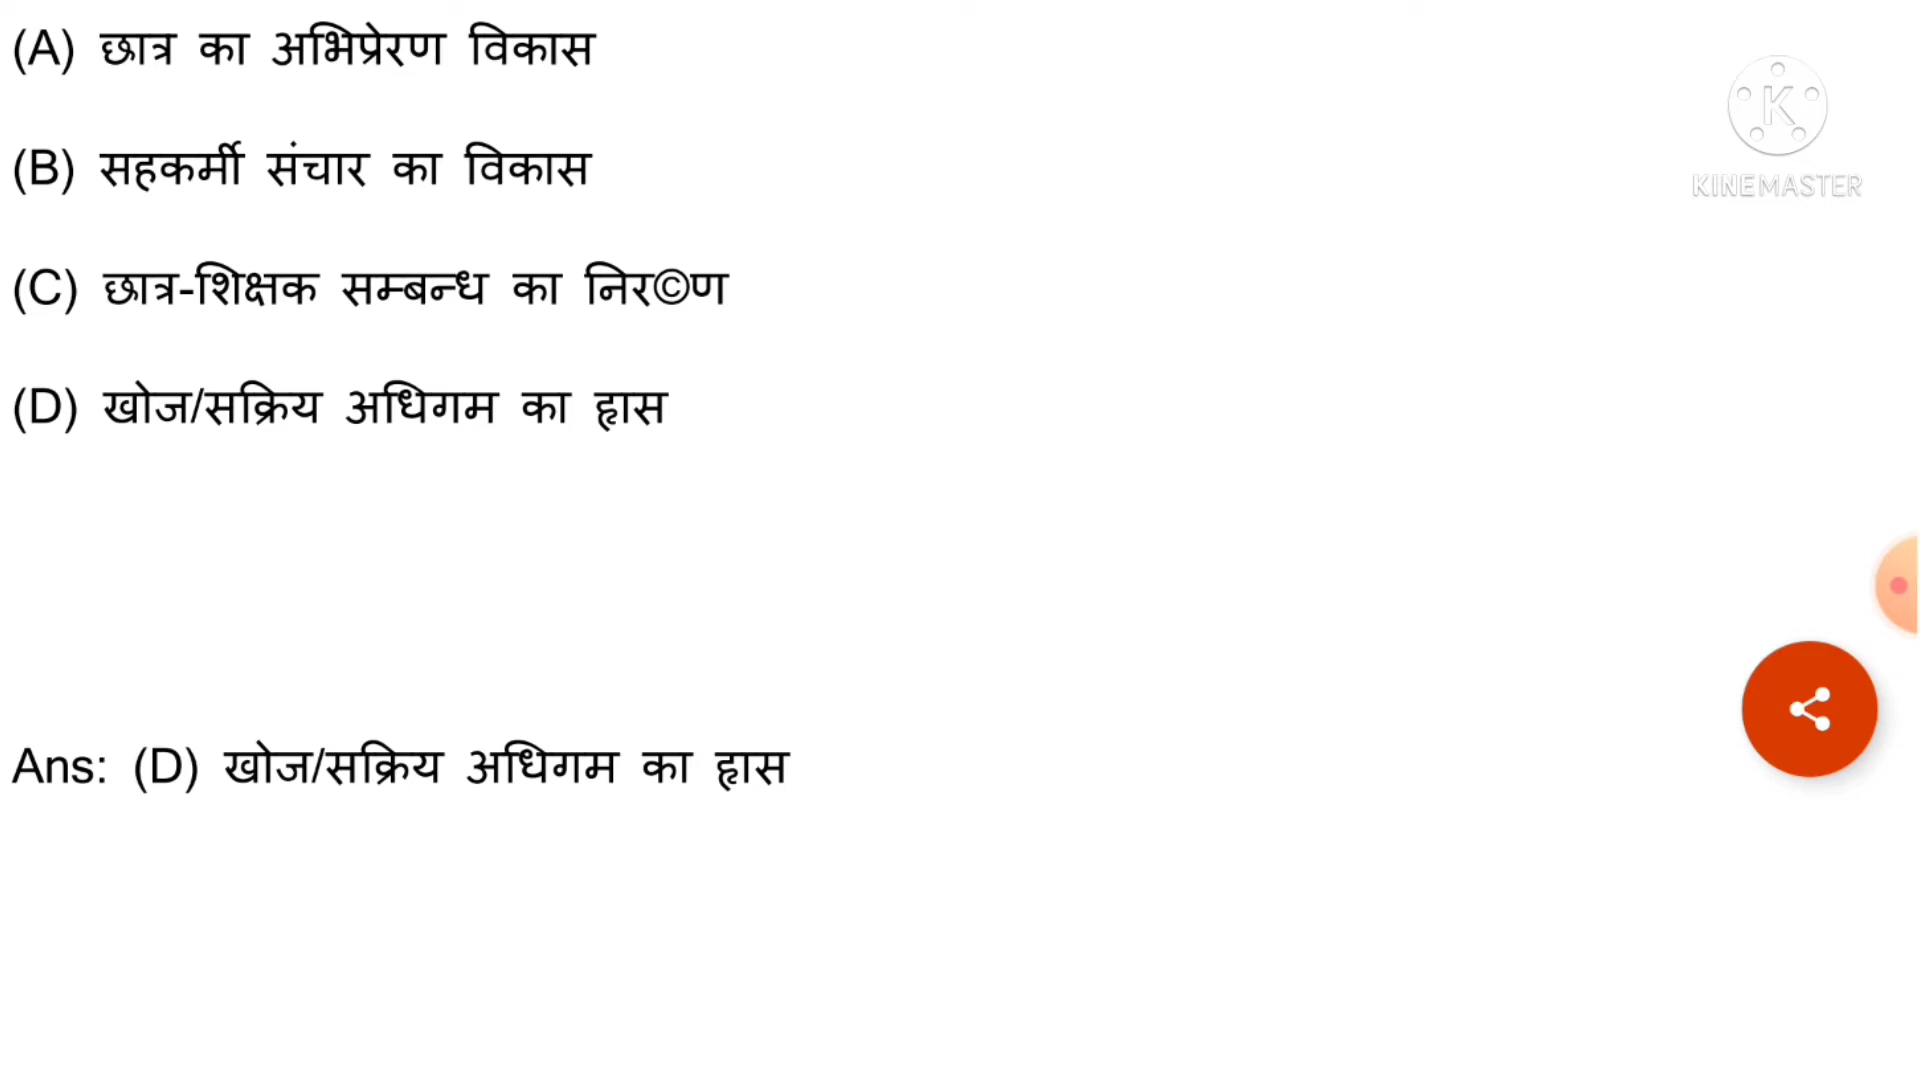 (A) छात्र का अभिप्रेरण विकास
K
KINEMASTER
(B) सहकर्मी संचार का विकास
(C) छात्र-शिक्षक सम्बन्ध का निर©ण
(D) खोज/सक्रिय अधिगम का हृास
Ans: (D) खोज/सक्रिय अधिगम का हृास